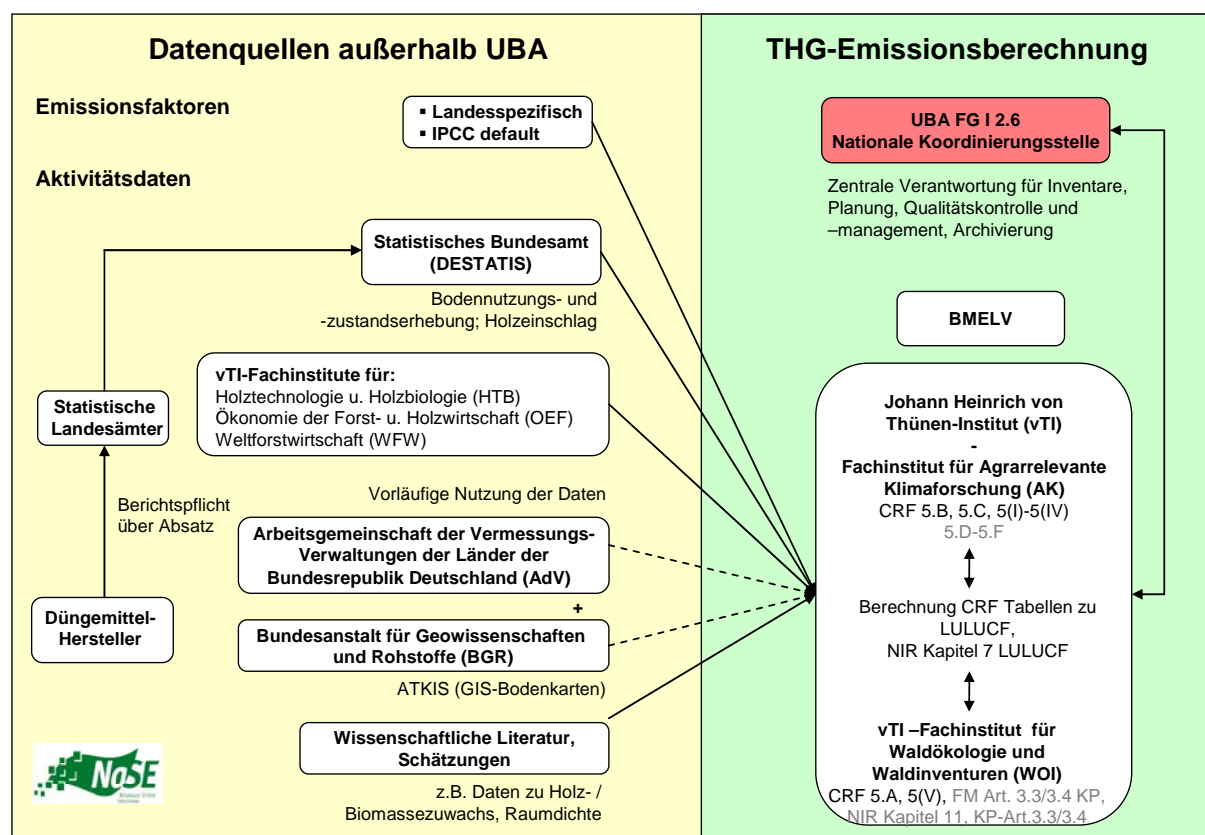 Datenquellen außerhalb UBA
Emissionsfaktoren
▪ Landesspezifisch
▪ IPCC default
Aktivitätsdaten
Statistisches Bundesamt
(DESTATIS)
Bodennutzungs- und
-zustandserhebung; Holzeinschlag
vTI-Fachinstitute für:
Holztechnologie u. Holzbiologie (HTB)
Ökonomie der Forst- u. Holzwirtschaft (OEF)
Weltforstwirtschaft (WFW)
Statistische
Landesämter
Berichtspflicht
über Absatz
Vorläufige Nutzung der Daten
Arbeitsgemeinschaft der Vermessungs-
Verwaltungen der Länder der
Bundesrepublik Deutschland (AdV)
+
Düngemittel-
Hersteller
Bundesanstalt für Geowissenschaften
und Rohstoffe (BGR)
ATKIS (GIS-Bodenkarten)
Wissenschaftliche Literatur,
Schätzungen
z.B. Daten zu Holz- /
Biomassezuwachs, Raumdichte
NaSE
THG-Emissionsberechnung
UBA FG I 2.6
Nationale Koordinierungsstelle
Zentrale Verantwortung für Inventare,
Planung, Qualitätskontrolle und
–management, Archivierung
BMELV
Johann Heinrich von
Thünen-Institut (vTI)
-
Fachinstitut für Agrarrelevante
Klimaforschung (AK)
CRF 5.B, 5.C, 5(I)-5(IV)
5.D-5.F
Berechnung CRF Tabellen zu
LULUCF,
NIR Kapitel 7 LULUCF
vTI –Fachinstitut für
Waldökologie und
Waldinventuren (WOI)
CRF 5.A, 5(V), FM Art. 3.3/3.4 KP,
NIR Kapitel 11, KP-Art.3.3/3.4